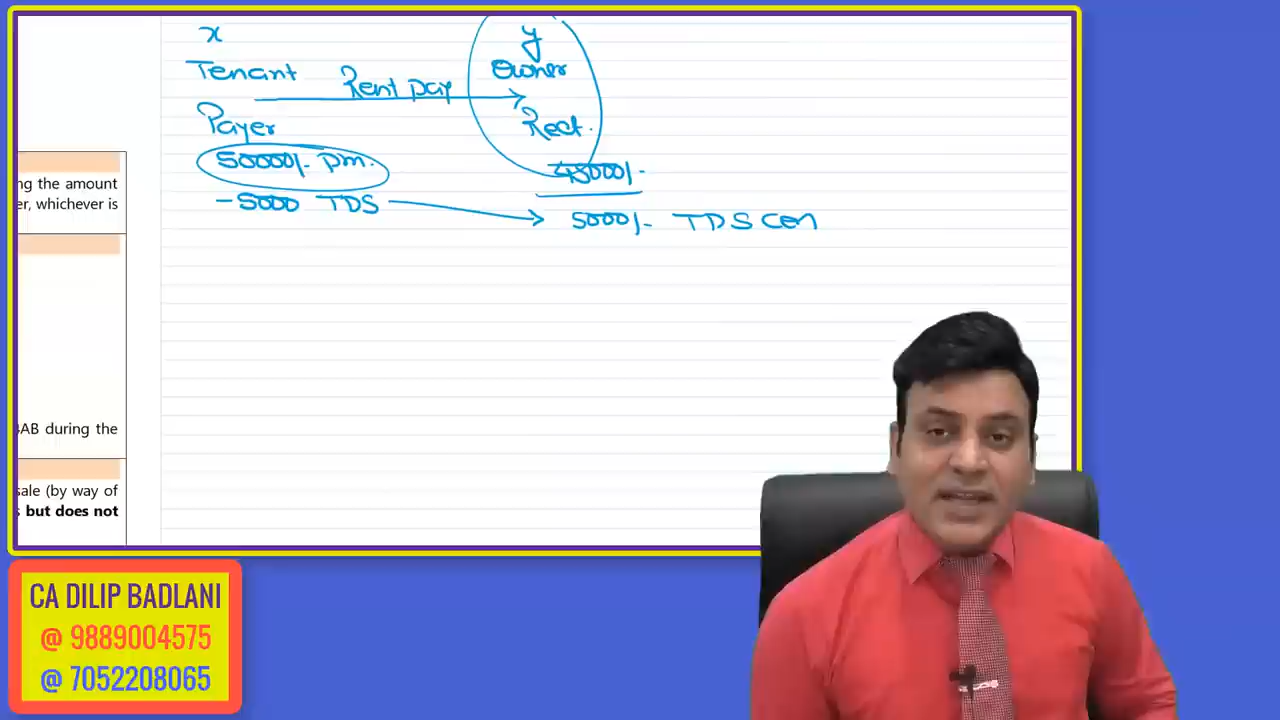 x
y
Tenant
Rent pay
Owner
Payer
Rect.
50000/- pm.
45000/-
-5000 TDS
5000/- TDS Cer
ng the amount
er, whichever is
AB during the
sale (by way of
s but does not
CA DILIP BADLANI
@ 9889004575
@ 7052208065